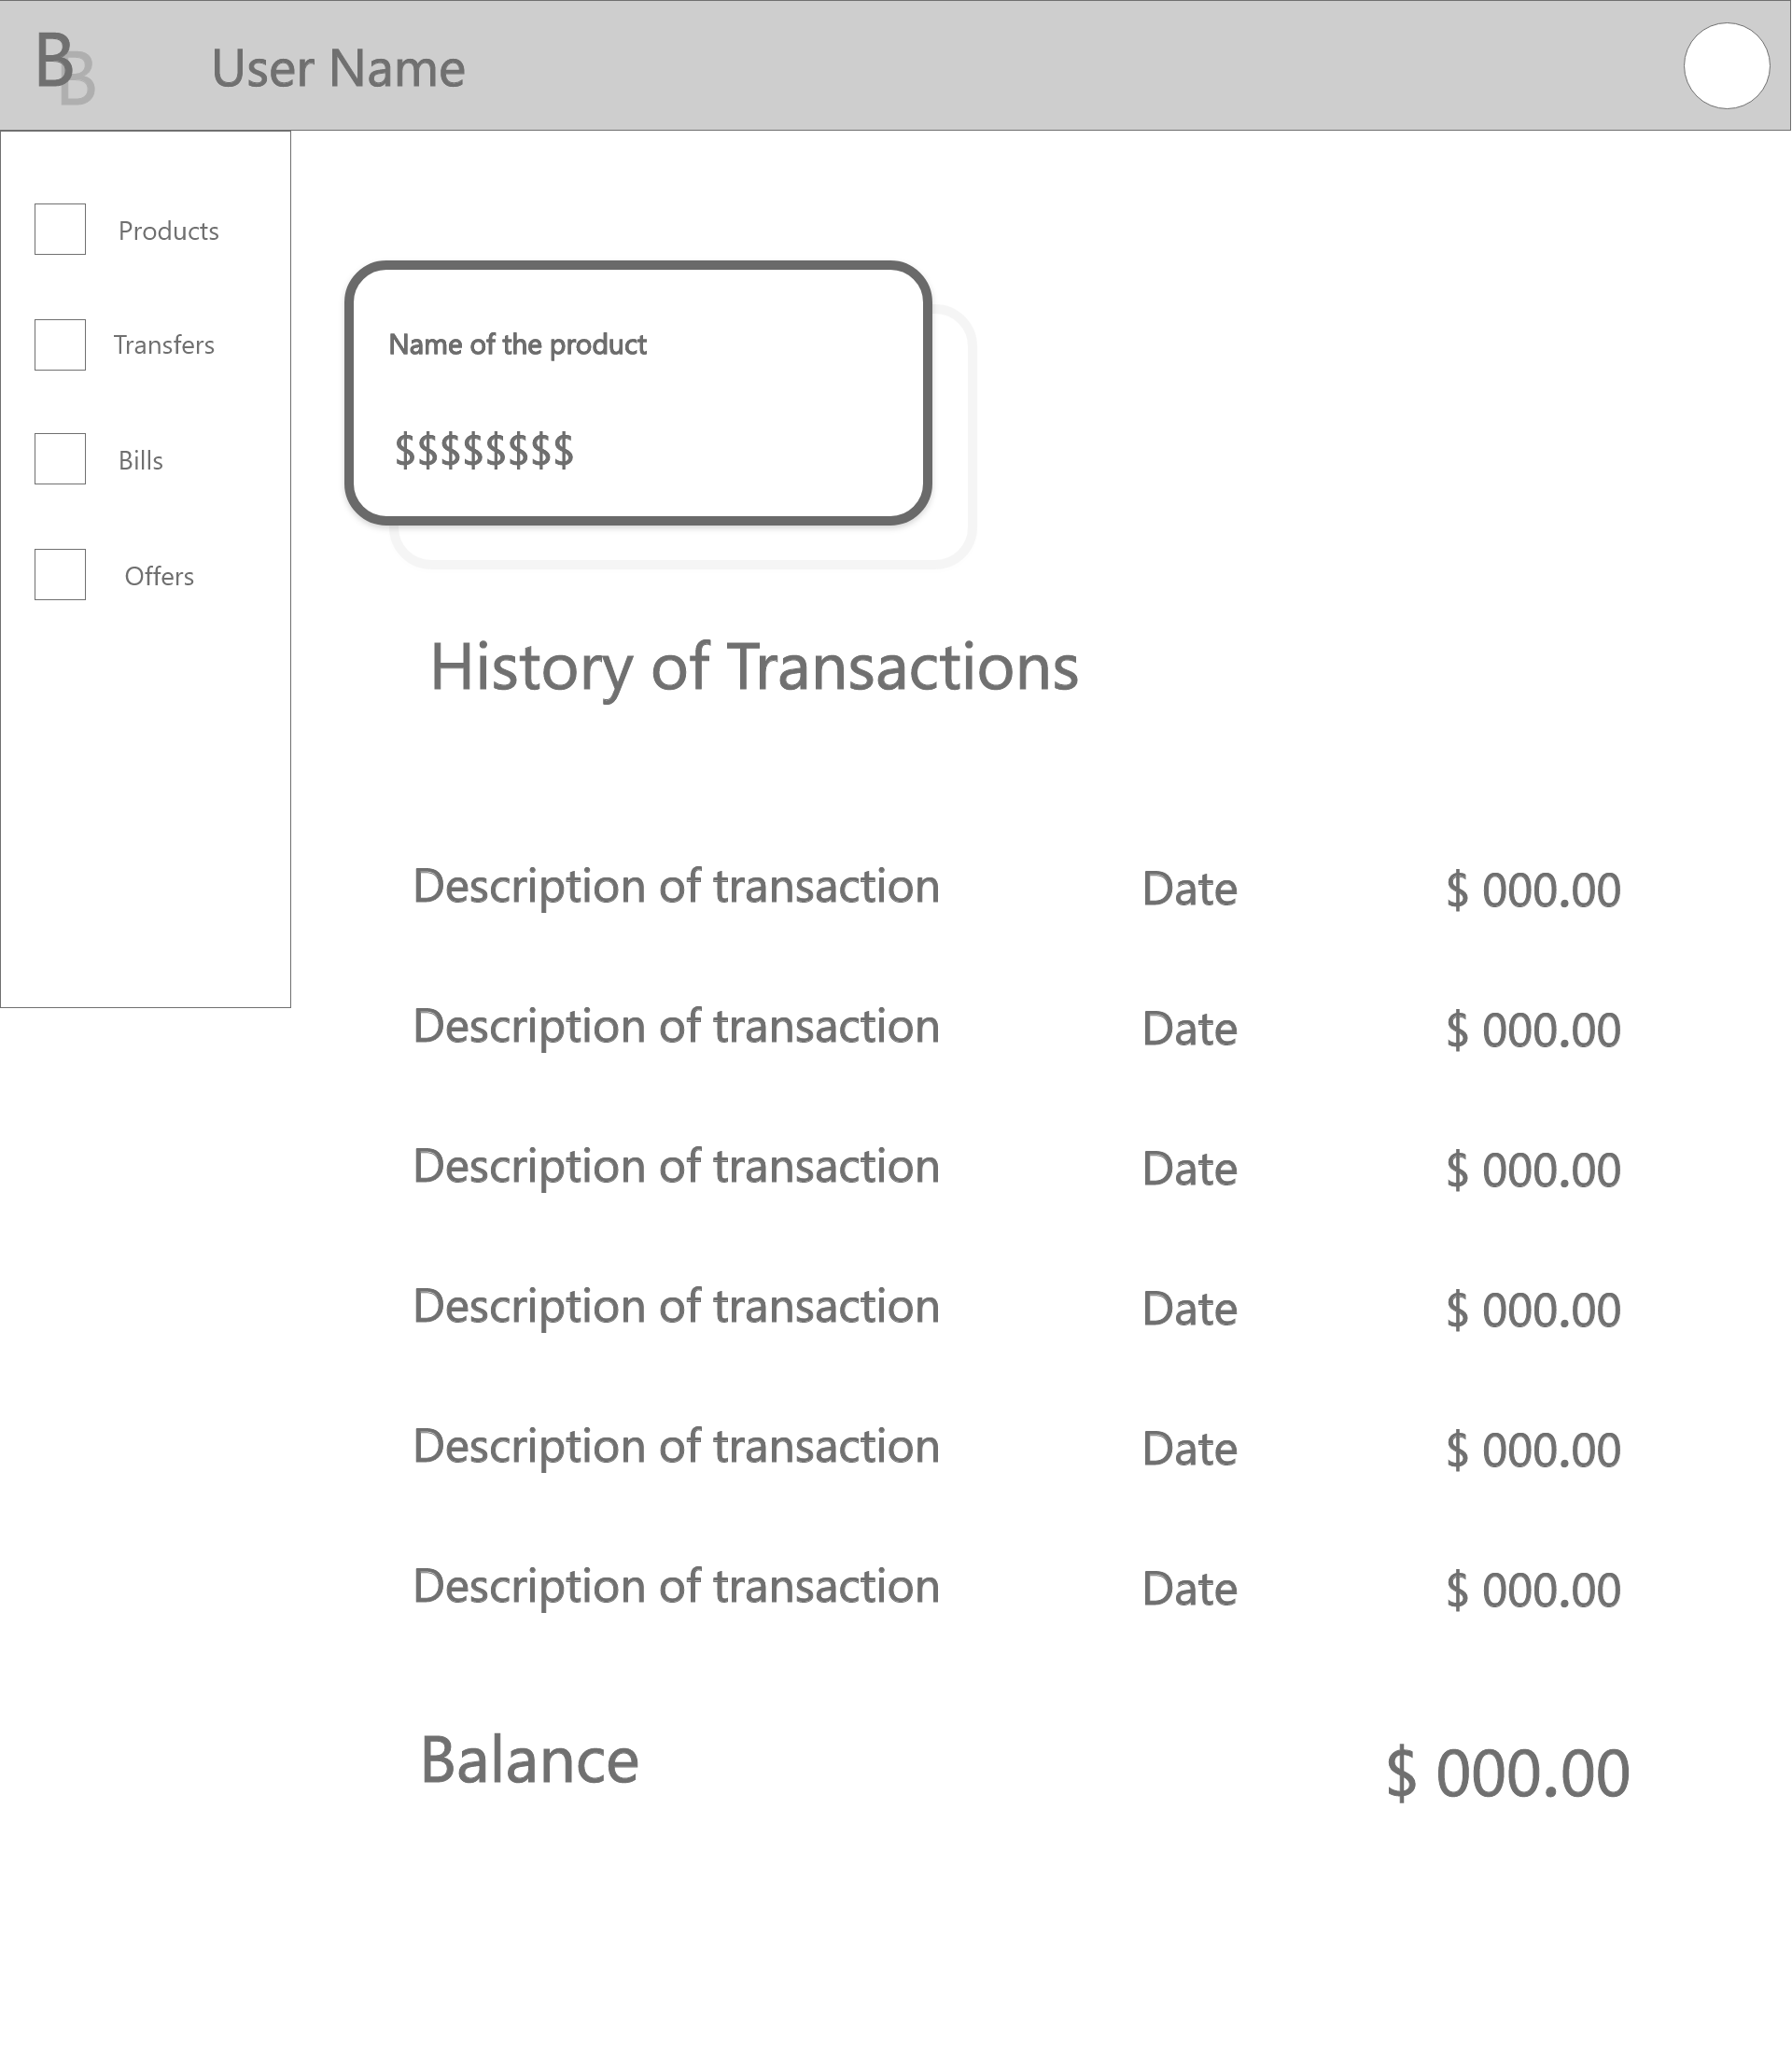 B
B
User Name
Products
Transfers
Bills
Offers
Name of the product
$$$$$$$$
History of Transactions
Description of transaction Date $ 000.00
Description of transaction Date $ 000.00
Description of transaction Date $ 000.00
Description of transaction Date $ 000.00
Description of transaction Date $ 000.00
Description of transaction Date $ 000.00
Balance $ 000.00